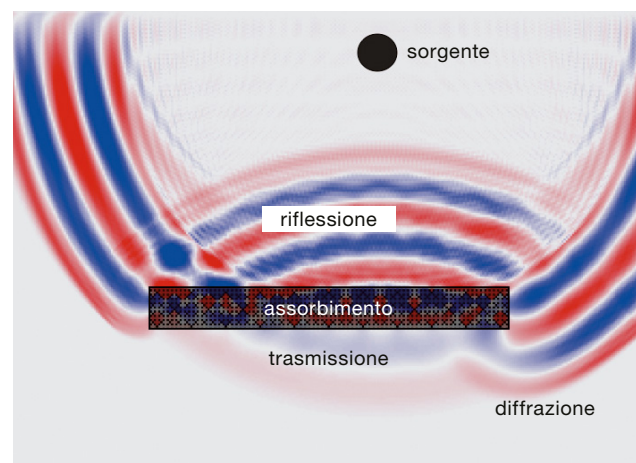 sorgente
riflessione
assorbimento
trasmissione
diffrazione